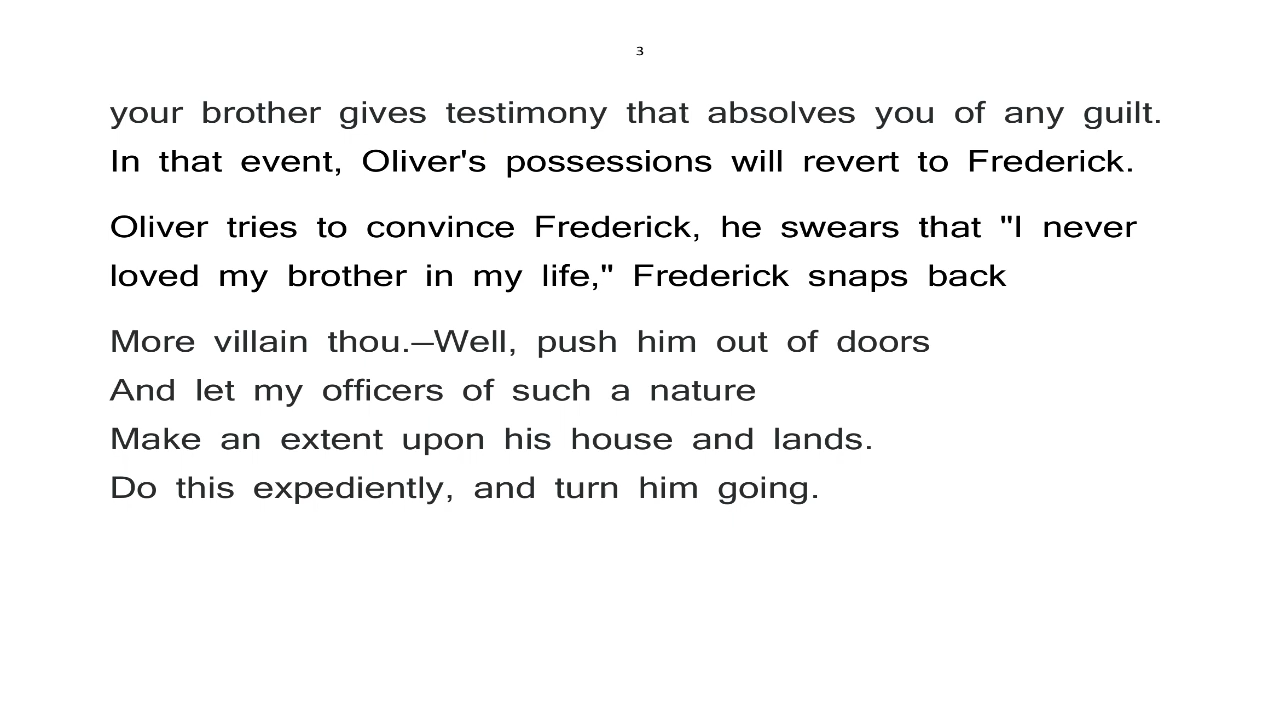 3
your brother gives testimony that absolves you of any guilt.
In that event, Oliver's possessions will revert to Frederick.
Oliver tries to convince Frederick, he swears that "I never
loved my brother in my life," Frederick snaps back
More villain thou.—Well, push him out of doors
And let my officers of such a nature
Make an extent upon his house and lands.
Do this expediently, and turn him going.